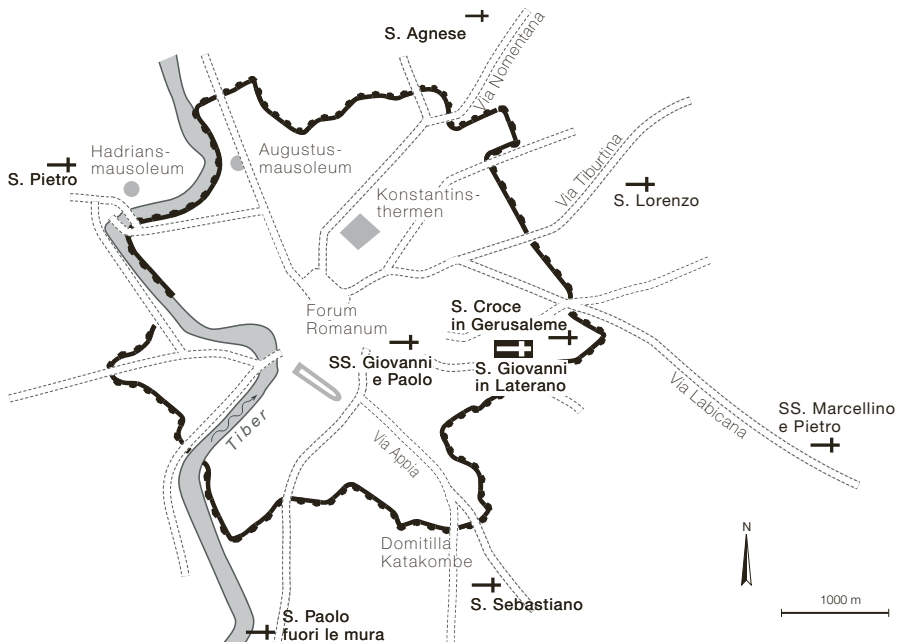 S. Agnese
Via Nomentana
Hadrians-
mausoleum
Augustus-
mausoleum
S. Pietro
Via Tiburtina
Konstantins-
thermen
S. Lorenzo
Forum
Romanum
S. Croce
in Gerusaleme
SS. Giovanni
e Paolo
S. Giovanni
in Laterano
Via Labicana
SS. Marcellino
e Pietro
Tiber
Via Appia
Domitilla
Katakombe
N
1000 m
S. Sebastiano
S. Paolo
fuori le mura